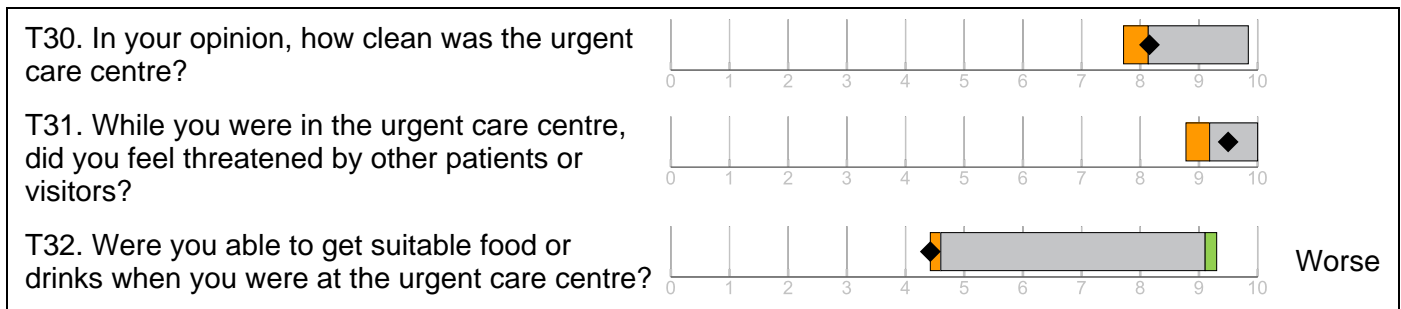 T30. In your opinion, how clean was the urgent
care centre?
0 1 2 3 4 5 6 7 8 9 10
T31. While you were in the urgent care centre,
did you feel threatened by other patients or
visitors?
0 1 2 3 4 5 6 7 8 9 10
T32. Were you able to get suitable food or
drinks when you were at the urgent care centre?
0 1 2 3 4 5 6 7 8 9 10
Worse